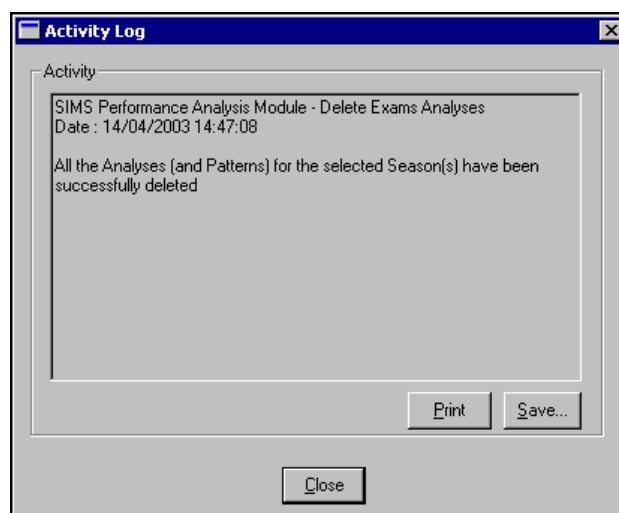 Activity Log
Activity
SIMS Performance Analysis Module - Delete Exams Analyses
Date : 14/04/2003 14:47:08
All the Analyses (and Patterns) for the selected Season(s) have been
successfully deleted
Print
Save...
Close